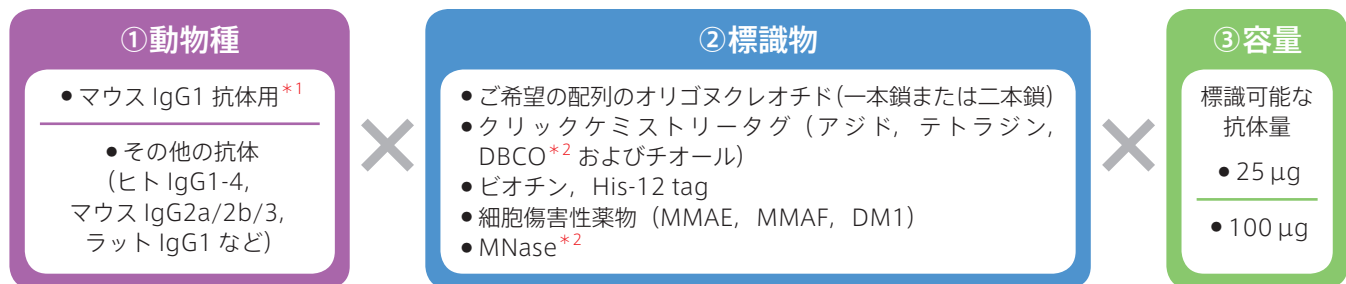 ①動物種
● マウス IgG1 抗体用*1
● その他の抗体
(ヒト IgG1-4,
マウス IgG2a/2b/3,
ラット IgG1 など)
×
②標識物
● ご希望の配列のオリゴヌクレオチド(一本鎖または二本鎖)
● クリックケミストリータグ(アジド, テトラジン,
DBCO*2 およびチオール)
● ビオチン, His-12 tag
● 細胞傷害性薬物(MMAE, MMAF, DM1)
● MNase*2
×
③容量
標識可能な
抗体量
● 25 μg
● 100 μg